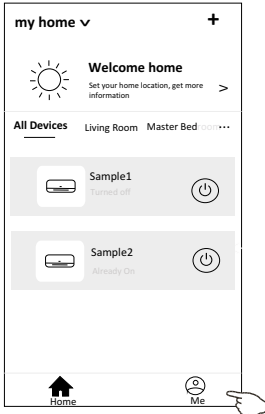 my home
Welcome home
Set your home location, get more
information
All Devices Living Room Master Bedroom ...
Sample1
Turned off
Sample2
Already On
Home
Me